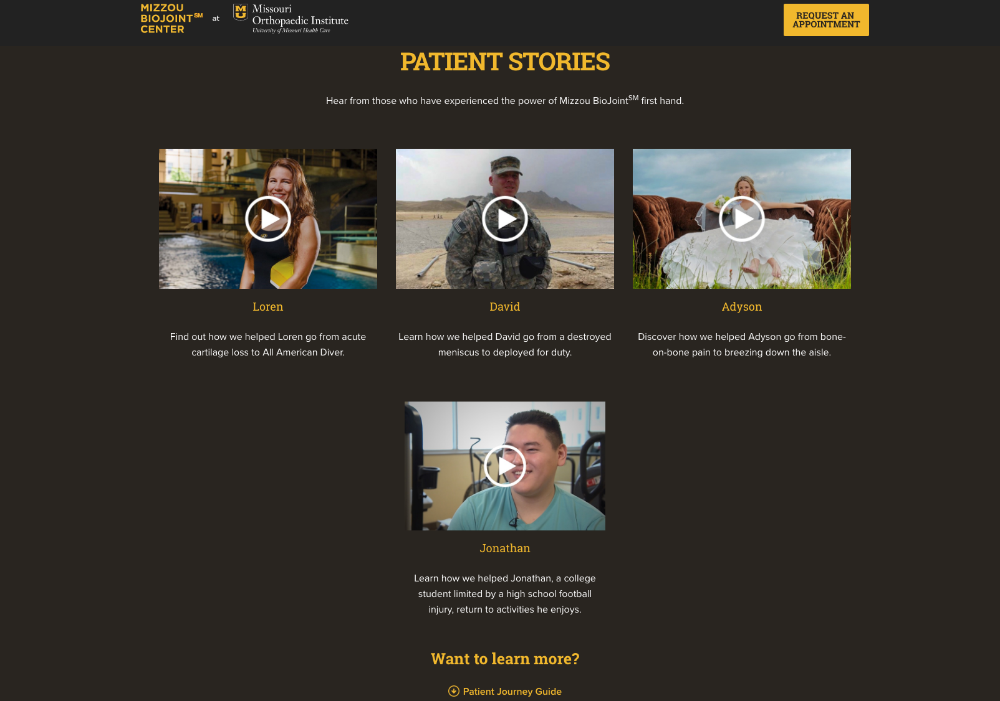 MIZZOU
BIOJOINT℠
CENTER
at
MU
Missouri
Orthopaedic Institute
University of Missouri Health Care
REQUEST AN
APPOINTMENT
PATIENT STORIES
Hear from those who have experienced the power of Mizzou BioJointSM first hand.
Loren
Find out how we helped Loren go from acute
cartilage loss to All American Diver.
David
Learn how we helped David go from a destroyed
meniscus to deployed for duty.
Adyson
Discover how we helped Adyson go from bone-
on-bone pain to breezing down the aisle.
Jonathan
Learn how we helped Jonathan, a college
student limited by a high school football
injury, return to activities he enjoys.
Want to learn more?
Patient Journey Guide